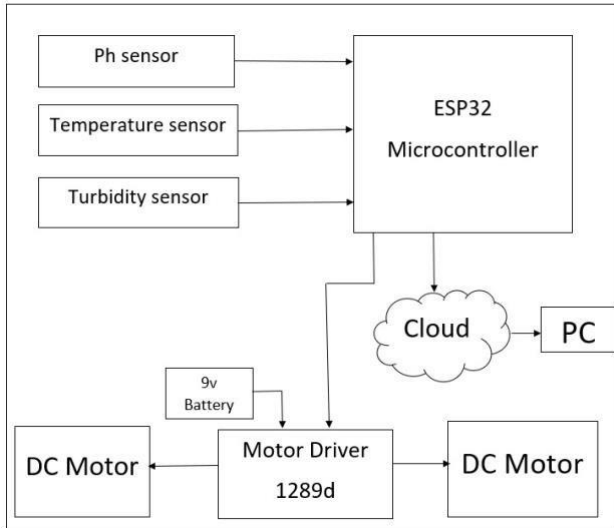 Ph sensor
ESP32
Microcontroller
Temperature sensor
Turbidity sensor
Cloud
PC
9v
Battery
DC Motor
Motor Driver
1289d
DC Motor